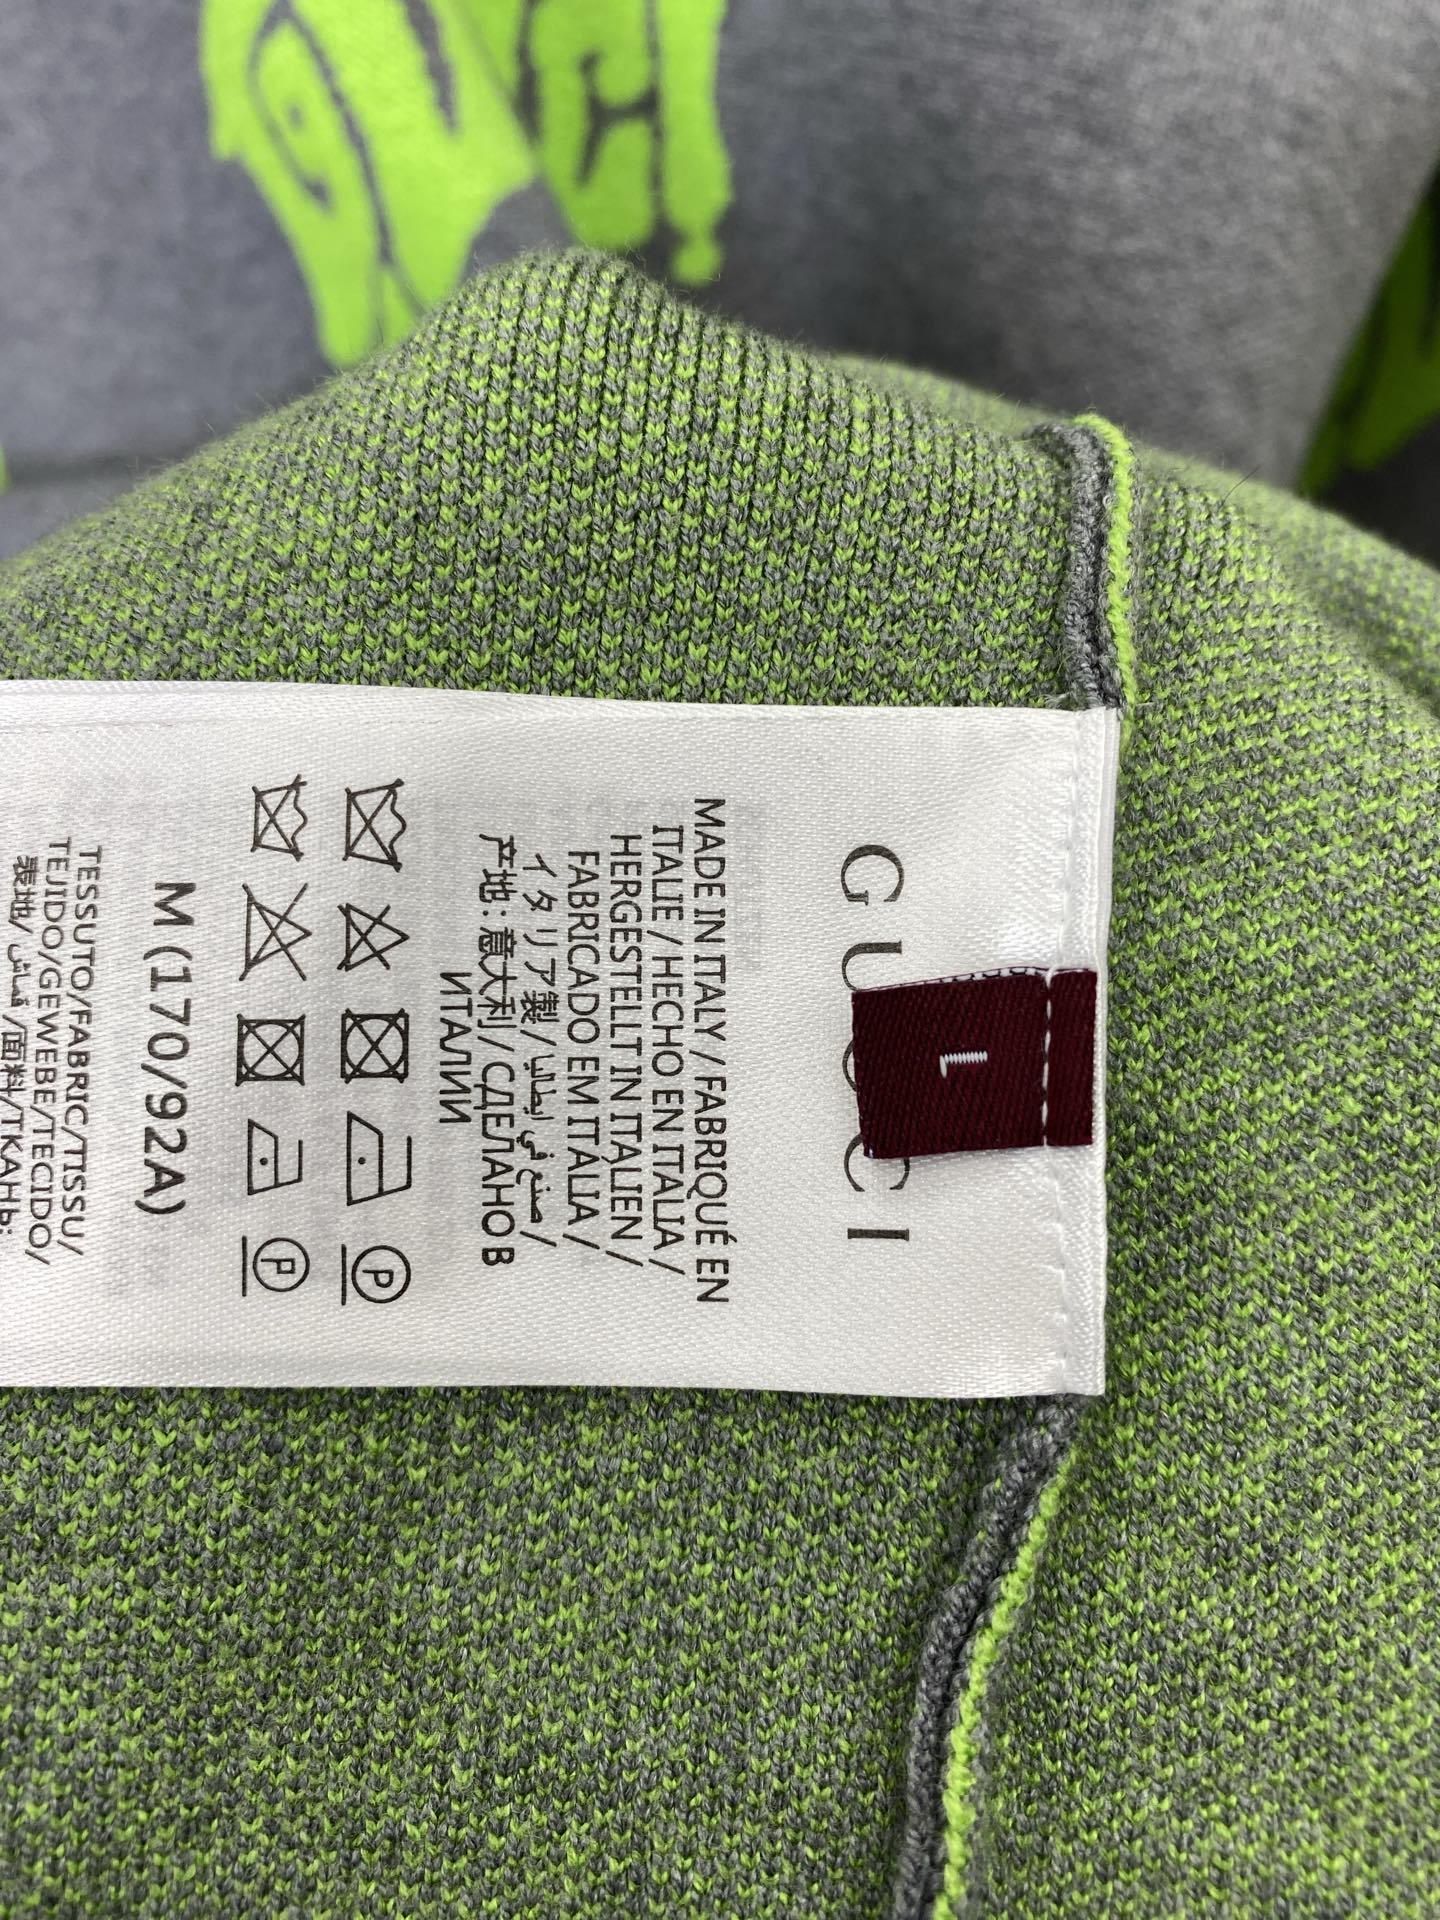 GUCCI
L
MADE IN ITALY / FABRIQUÉ EN
ITALIE / HECHO EN ITALIA /
HERGESTELLT IN ITALIEN /
FABRICADO EM ITÁLIA /
イタリア製 / صنع في إيطاليا /
产地: 意大利 / СДЕЛАНО В
ИТАЛИИ
P
P
M (170/92A)
TESSUTO/FABRIC/TISSU/
TEJIDO/GEWEBE/TECIDO/
表地/ قماش /面料/ТКАНЬ: